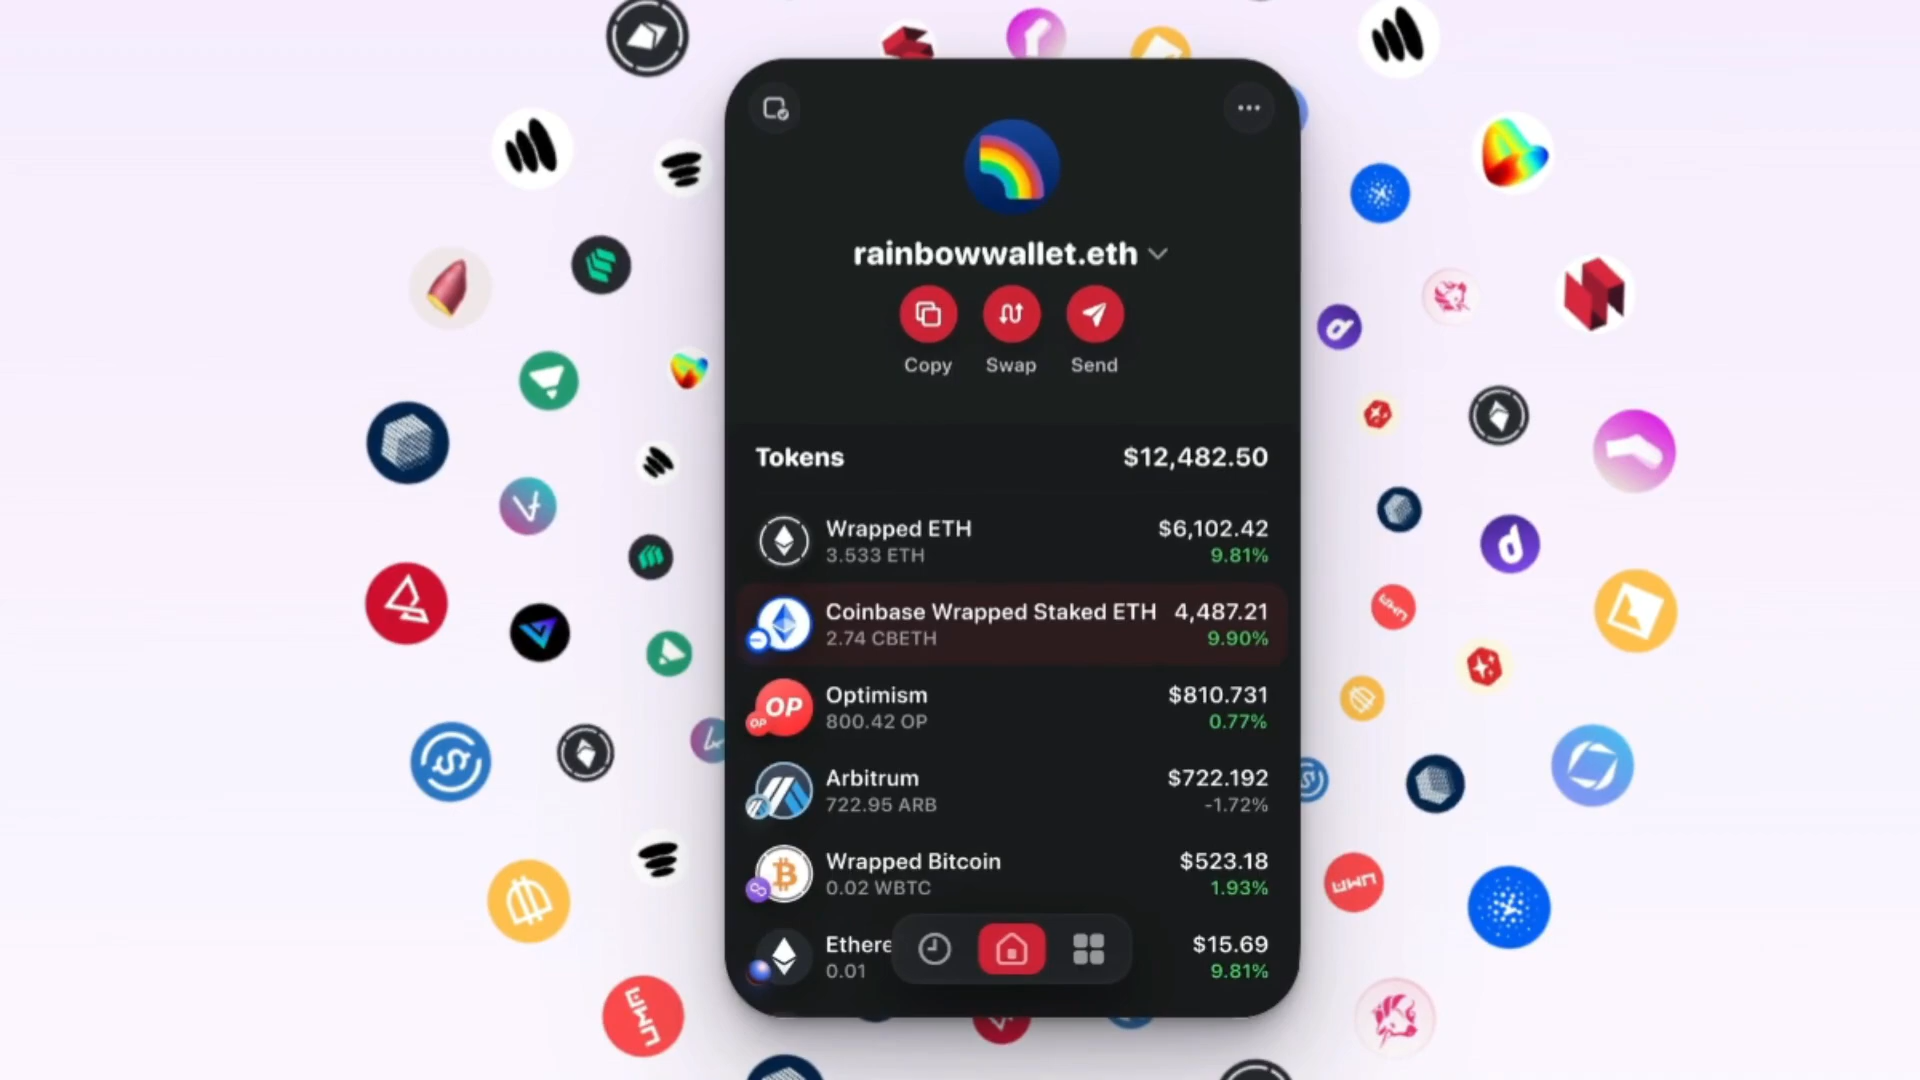 rainbowwallet.eth
Copy Swap Send
Tokens $12,482.50
Wrapped ETH $6,102.42
3.533 ETH 9.81%
Coinbase Wrapped Staked ETH 4,487.21
2.74 CBETH 9.90%
OP
OP
Optimism $810.731
800.42 OP 0.77%
Arbitrum $722.192
722.95 ARB -1.72%
Wrapped Bitcoin $523.18
0.02 WBTC 1.93%
Ethere $15.69
0.01 9.81%